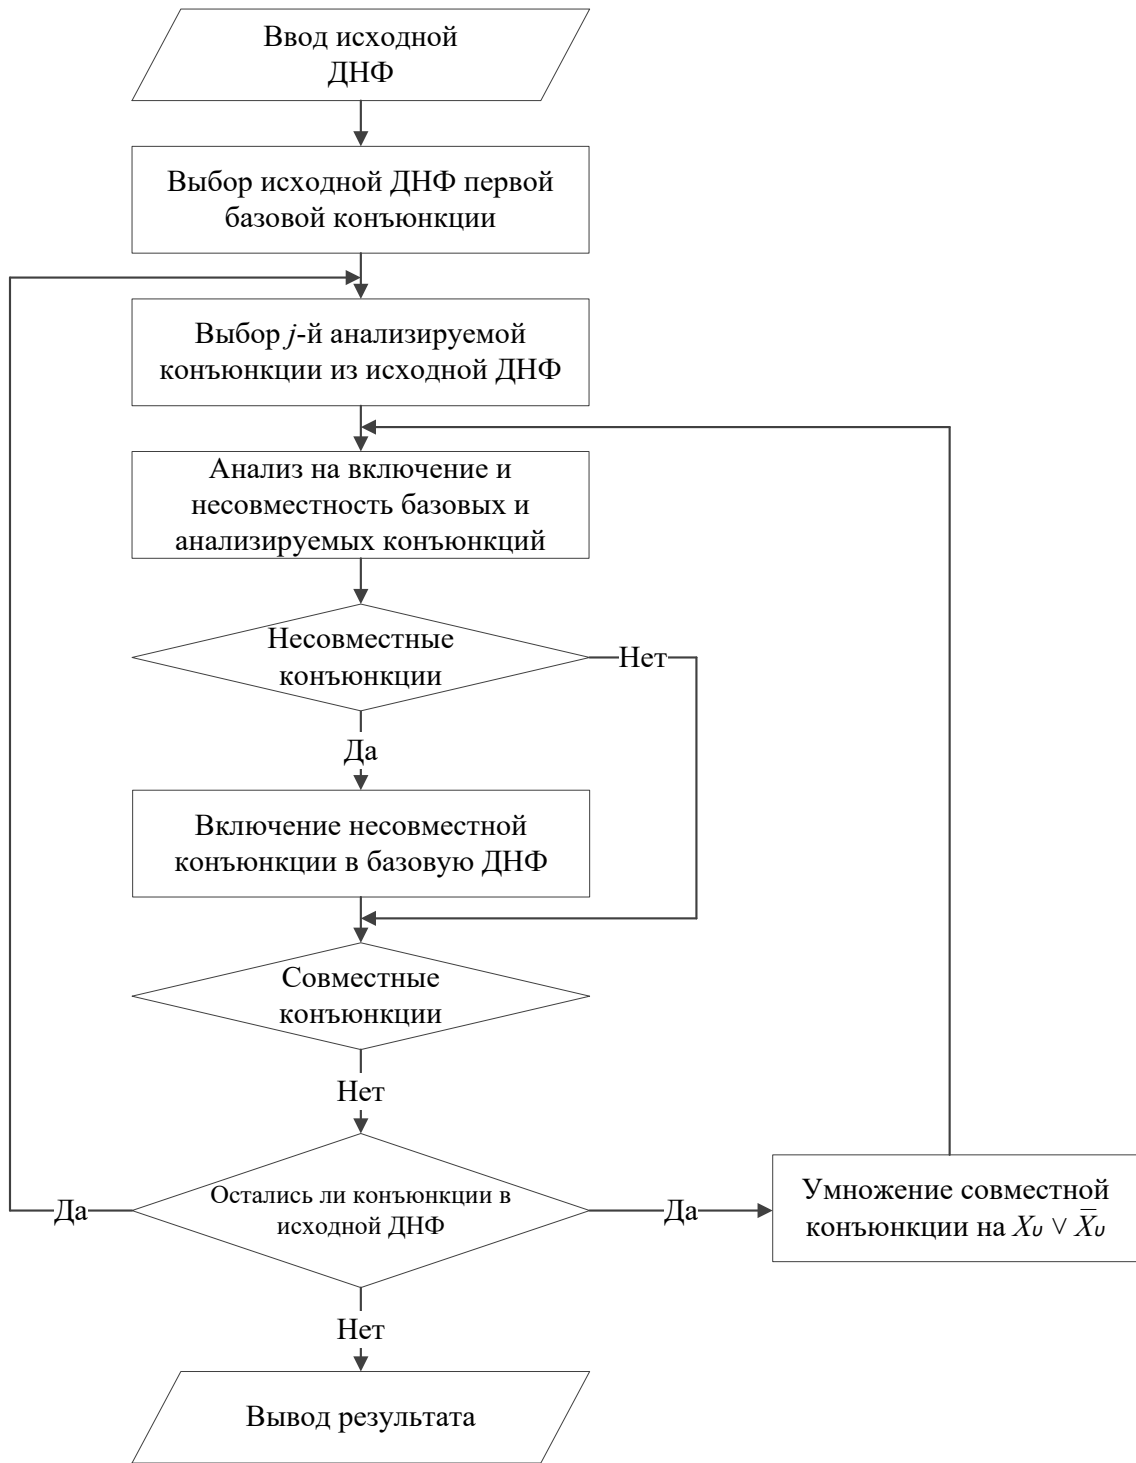 Ввод исходной
ДНФ
Выбор исходной ДНФ первой
базовой конъюнкции
Выбор j-й анализируемой
конъюнкции из исходной ДНФ
Анализ на включение и
несовместность базовых и
анализируемых конъюнкций
Несовместные
конъюнкции
Нет
Да
Включение несовместной
конъюнкции в базовую ДНФ
Совместные
конъюнкции
Нет
Да
Остались ли конъюнкции в
исходной ДНФ
Да
Умножение совместной
конъюнкции на Xᴜ ∨ X̅ᴜ
Нет
Вывод результата